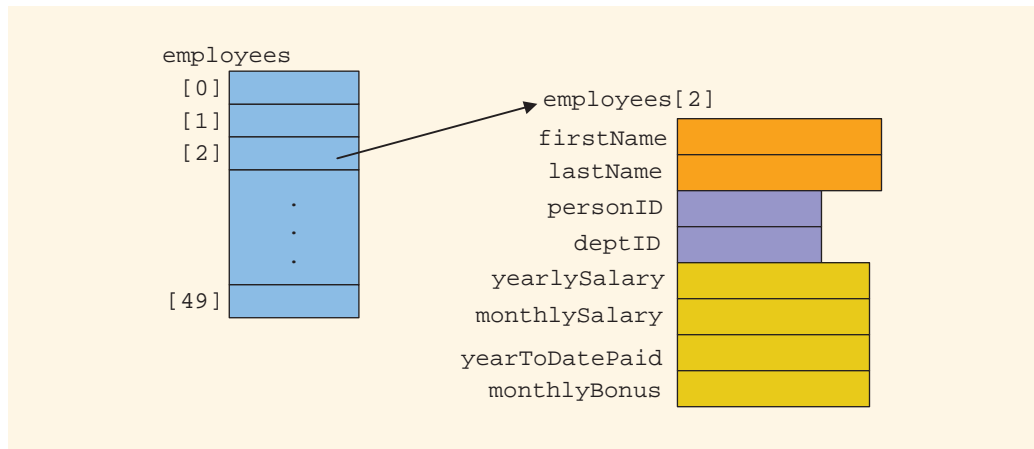 employees
[0]
[1]
[2]
.
.
.
[49]
employees[2]
firstName
lastName
personID
deptID
yearlySalary
monthlySalary
yearToDatePaid
monthlyBonus